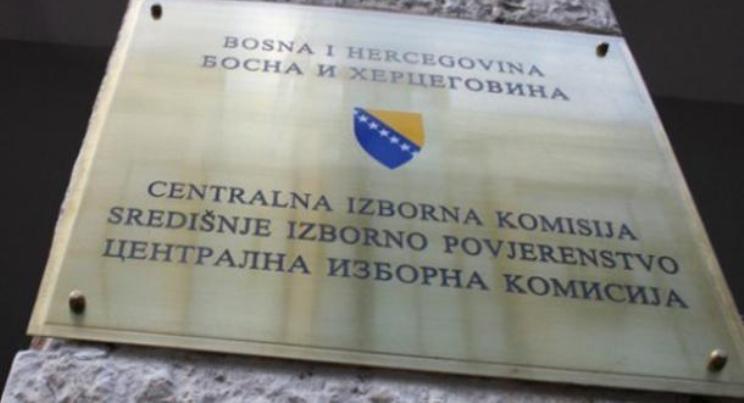 BOSNA I HERCEGOVINA
БОСНА И ХЕРЦЕГОВИНА
CENTRALNA IZBORNA KOMISIJA
SREDIŠNJE IZBORNO POVJERENSTVO
ЦЕНТРАЛНА ИЗБОРНА КОМИСИЈА